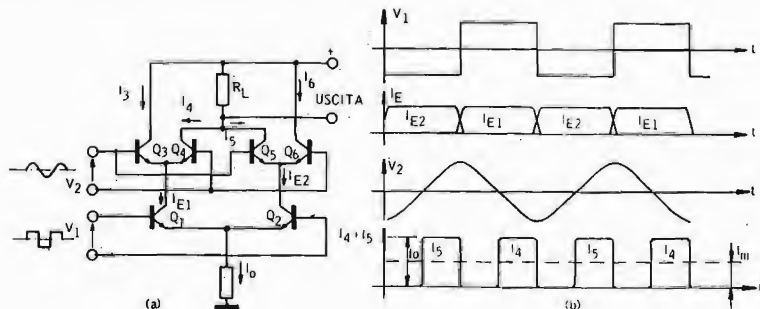 +
I3
I4
RL
I6
I5
USCITA
Q3
Q4
Q5
Q6
V2
IE1
IE2
V1
Q1
Q2
I0
(a)
V1
t
IE
IE2
IE1
IE2
IE1
t
V2
t
I4 + I5
I0
I5
I4
I5
I4
Im
(b)